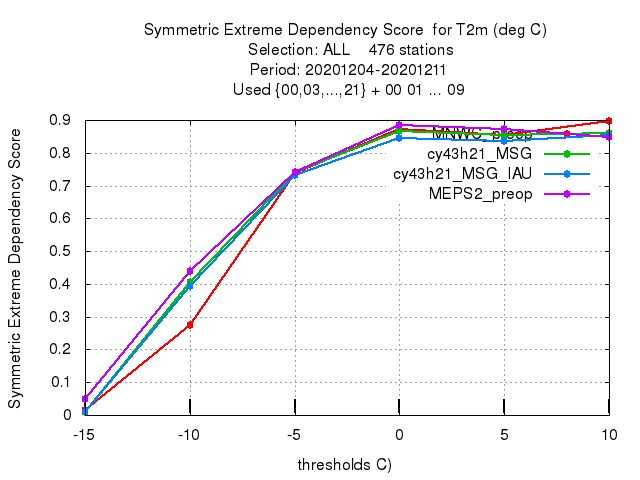 Symmetric Extreme Dependency Score for T2m (deg C)
Selection: ALL 476 stations
Period: 20201204-20201211
Used {00,03,...,21} + 00 01 ... 09
Symmetric Extreme Dependency Score
0.9
0.8
0.7
0.6
0.5
0.4
0.3
0.2
0.1
0
MNWC_preop
cy43h21_MSG
cy43h21_MSG_IAU
MEPS2_preop
-15 -10 -5 0 5 10
thresholds C)